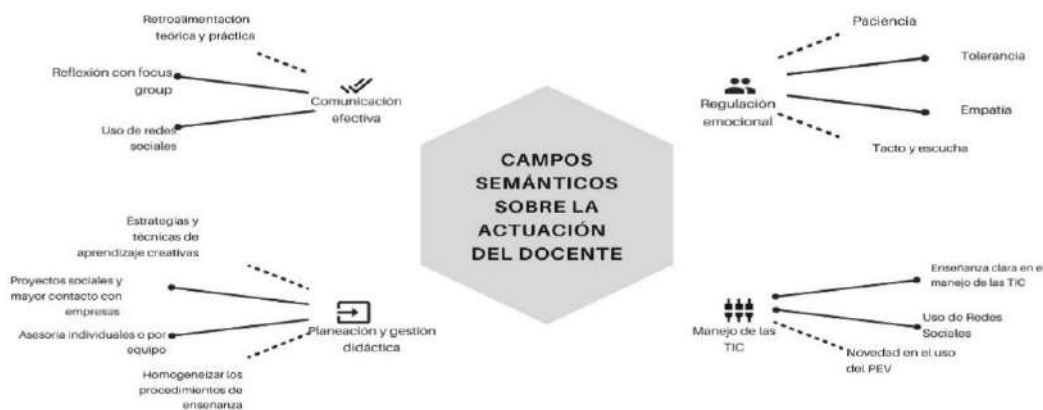 Retroalimentación
teórica y práctica
Reflexión con focus
group
Uso de redes
sociales
Comunicación
efectiva
Paciencia
Tolerancia
Empatía
Tacto y escucha
Regulación
emocional
CAMPOS
SEMÁNTICOS
SOBRE LA
ACTUACIÓN
DEL DOCENTE
Estrategias y
técnicas de
aprendizaje creativas
Proyectos sociales y
mayor contacto con
empresas
Asesoria individuales o por
equipo
Homogeneizar los
procedimientos de
enseñanza
Planeación y gestión
didáctica
Enseñanza clara en el
manejo de las TIC
Uso de Redes
Sociales
Novedad en el uso
del PEV
Manejo de las
TIC